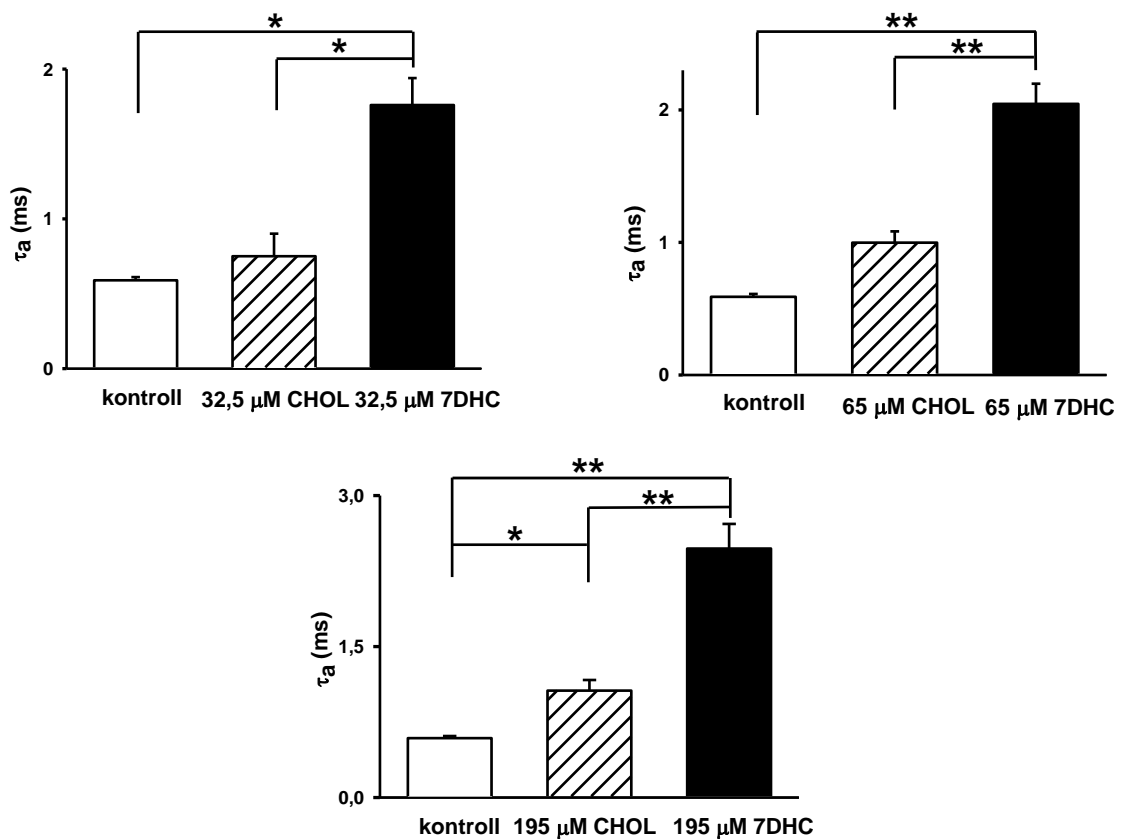 *
*
2
1
0
τa (ms)
kontroll 32,5 μM CHOL 32,5 μM 7DHC
**
**
2
1
0
τa (ms)
kontroll 65 μM CHOL 65 μM 7DHC
**
**
*
3,0
1,5
0,0
τa (ms)
kontroll 195 μM CHOL 195 μM 7DHC